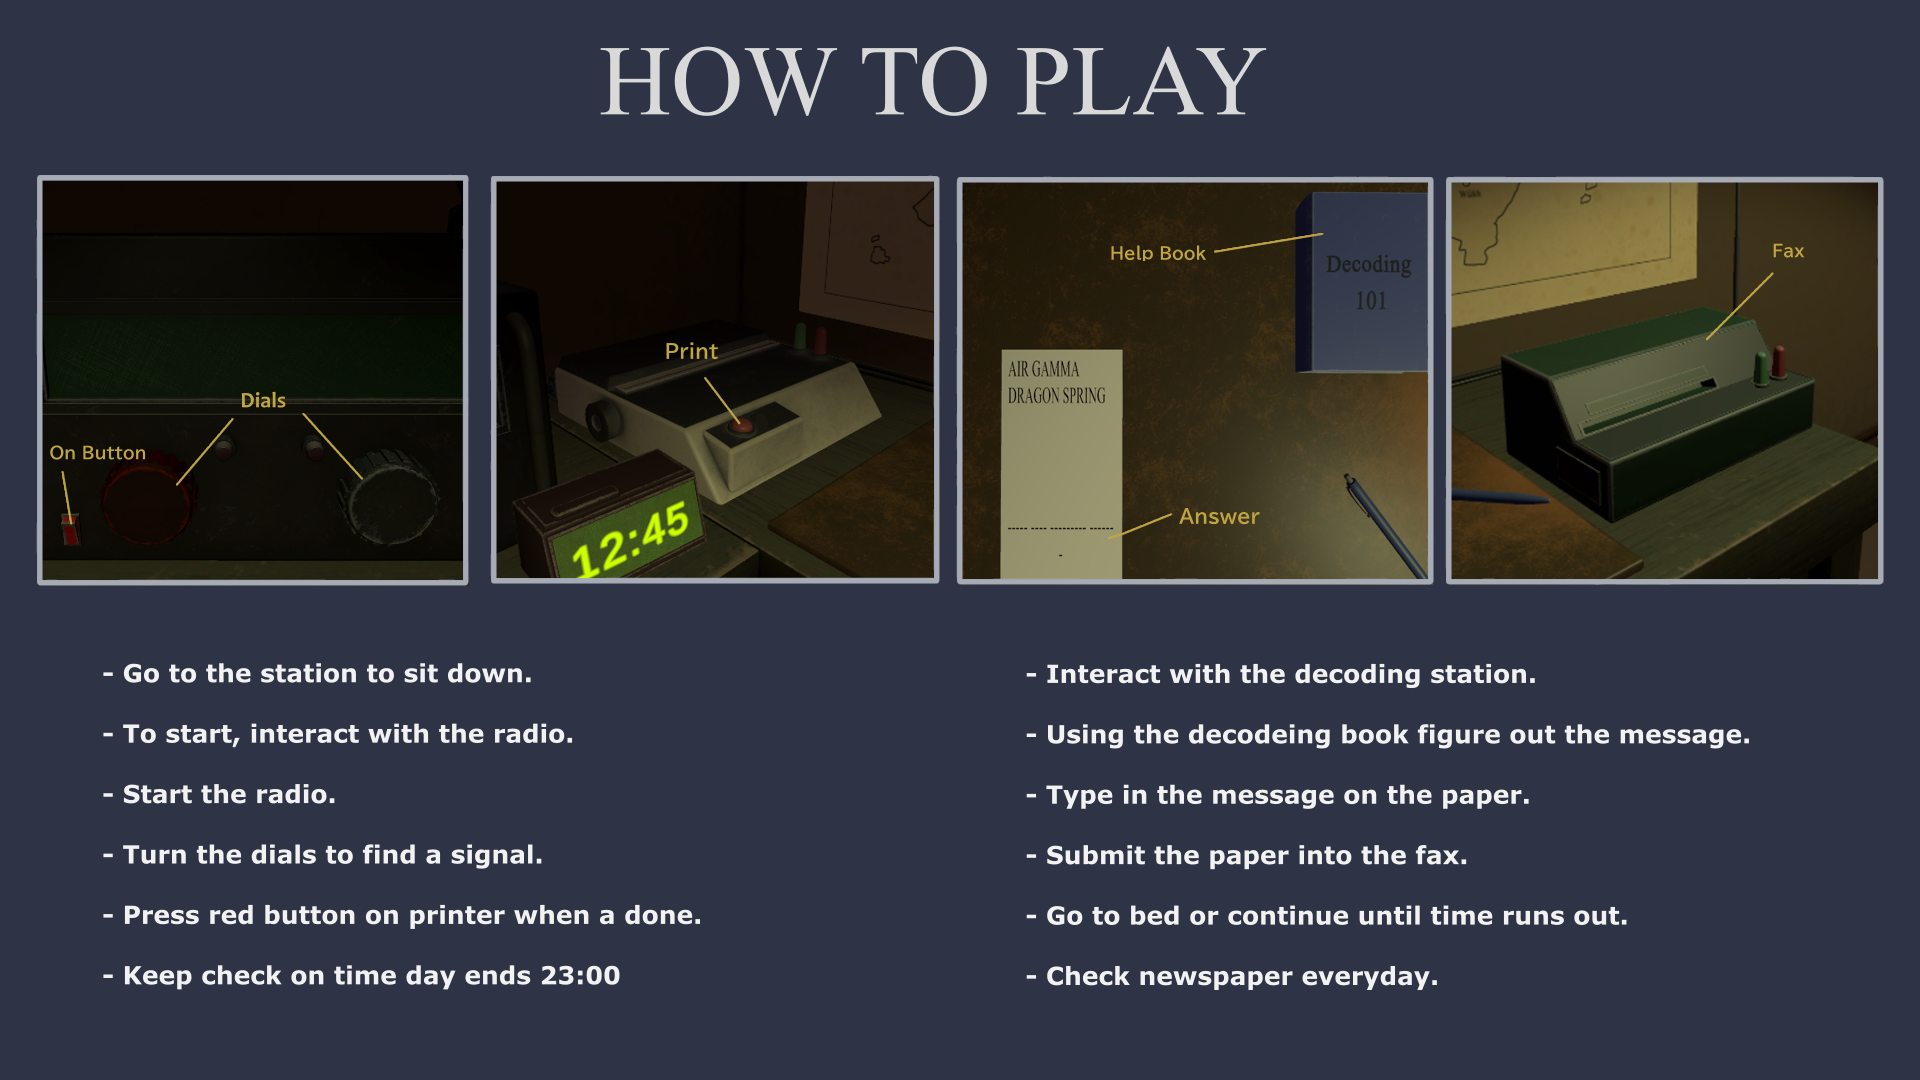 HOW TO PLAY
On Button
Dials
Print
12:45
Help Book
Decoding
101
AIR GAMMA
DRAGON SPRING
----- ---- --------- ------
-
Answer
Fax
- Go to the station to sit down.
- To start, interact with the radio.
- Start the radio.
- Turn the dials to find a signal.
- Press red button on printer when a done.
- Keep check on time day ends 23:00
- Interact with the decoding station.
- Using the decodeing book figure out the message.
- Type in the message on the paper.
- Submit the paper into the fax.
- Go to bed or continue until time runs out.
- Check newspaper everyday.